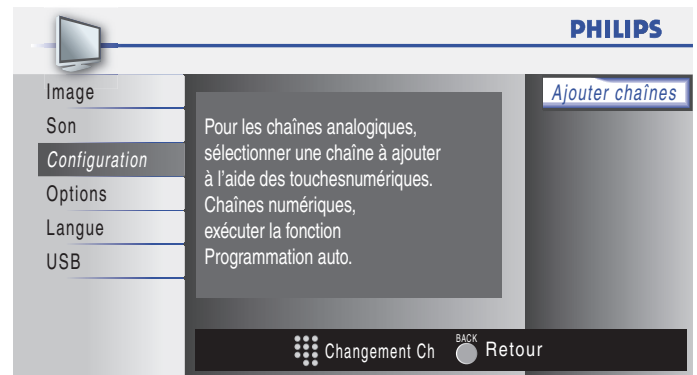 PHILIPS
Image
Son
Configuration
Options
Langue
USB
Ajouter chaînes
Pour les chaînes analogiques,
sélectionner une chaîne à ajouter
à l'aide des touchesnumériques.
Chaînes numériques,
exécuter la fonction
Programmation auto.
Changement Ch BACK Retour